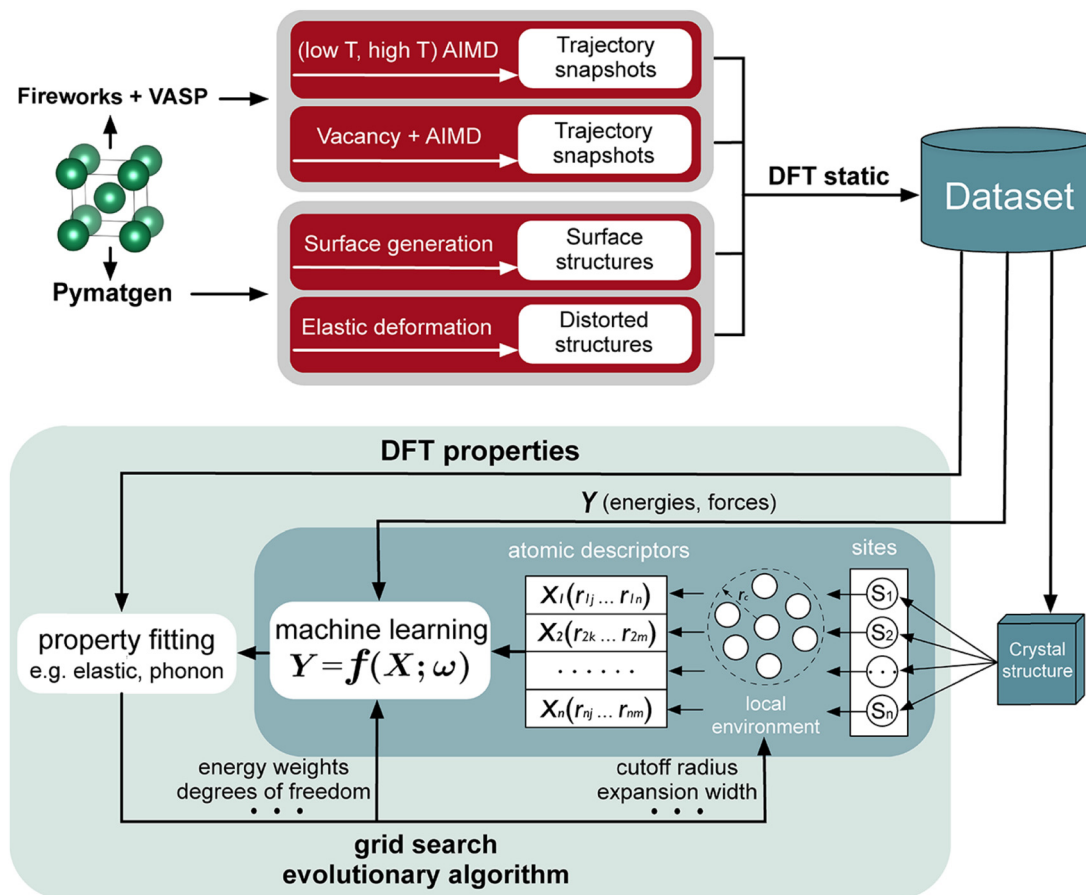 (low T, high T) AIMD
Trajectory
snapshots
Fireworks + VASP
Vacancy + AIMD
Trajectory
snapshots
DFT static
Dataset
Surface generation
Surface
structures
Pymatgen
Elastic deformation
Distorted
structures
DFT properties
Y (energies, forces)
atomic descriptors
sites
X1(r1j ... r1n)
rc
S1
machine learning
Y = f(X; ω)
property fitting
e.g. elastic, phonon
X2(r2k ... r2m)
S2
Crystal
structure
. . . . . .
...
Xn(rnj ... rnm)
local
environment
Sn
energy weights
degrees of freedom
• • •
cutoff radius
expansion width
• • •
grid search
evolutionary algorithm